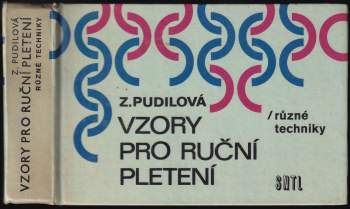 Z. PUDILOVÁ
VZORY PRO RUČNÍ PLETENÍ
RŮZNÉ TECHNIKY
Z. PUDILOVÁ
VZORY
PRO RUČNÍ
PLETENÍ
/různé
techniky
SNTL